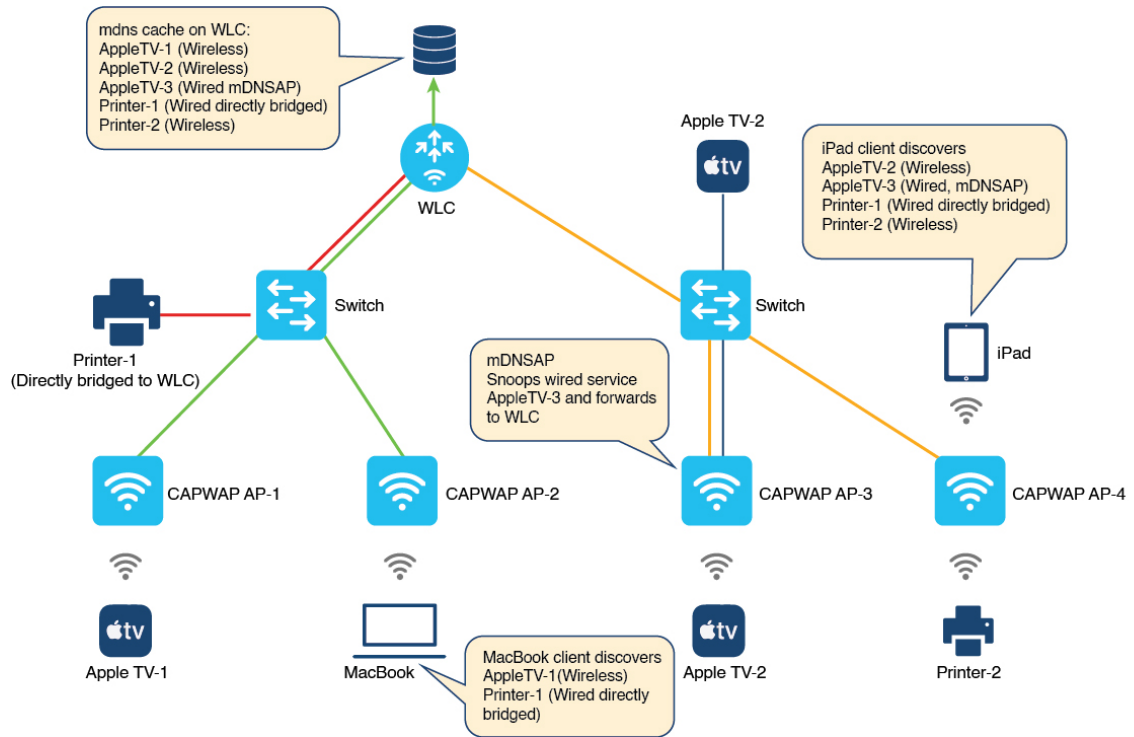 mdns cache on WLC:
AppleTV-1 (Wireless)
AppleTV-2 (Wireless)
AppleTV-3 (Wired mDNSAP)
Printer-1 (Wired directly bridged)
Printer-2 (Wireless)
Apple TV-2
tv
iPad client discovers
AppleTV-2 (Wireless)
AppleTV-3 (Wired, mDNSAP)
Printer-1 (Wired directly bridged)
Printer-2 (Wireless)
WLC
Switch
Switch
Printer-1
(Directly bridged to WLC)
mDNSAP
Snoops wired service
AppleTV-3 and forwards
to WLC
iPad
CAPWAP AP-1
CAPWAP AP-2
CAPWAP AP-3
CAPWAP AP-4
tv
Apple TV-1
MacBook
MacBook client discovers
AppleTV-1(Wireless)
Printer-1 (Wired directly
bridged)
tv
Apple TV-2
Printer-2